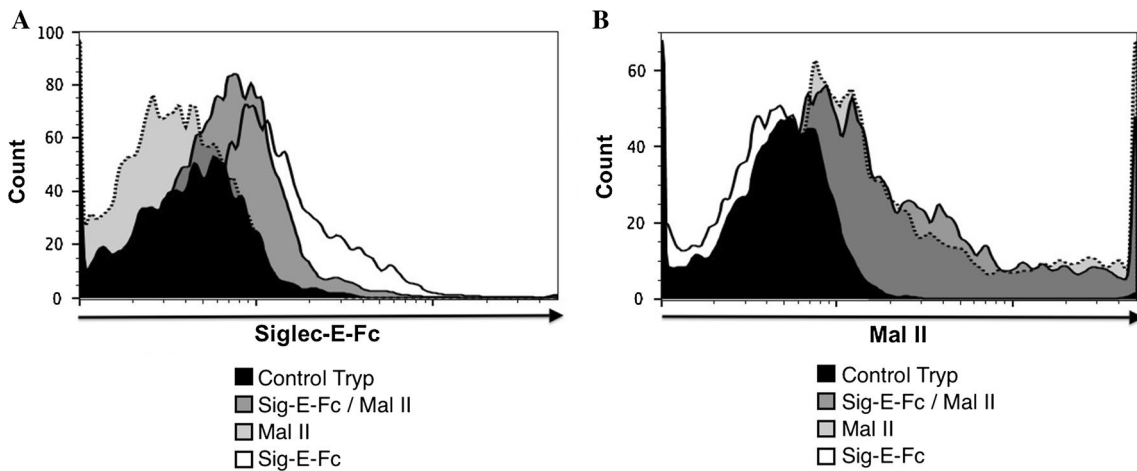 A
Count
100
80
60
40
20
0
Siglec-E-Fc
Control Tryp
Sig-E-Fc / Mal II
Mal II
Sig-E-Fc
B
Count
60
40
20
0
Mal II
Control Tryp
Sig-E-Fc / Mal II
Mal II
Sig-E-Fc